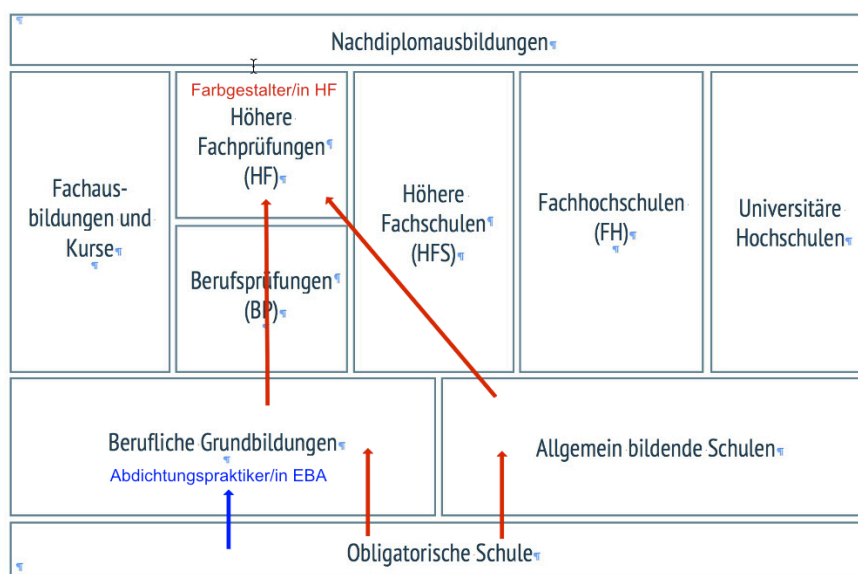 Nachdiplomausbildungen¶
Fachaus-
bildungen und
Kurse¶
¶
Farbgestalter/in HF
Höhere
Fachprüfungen¶
(HF)¶
Berufsprüfungen¶
(BP)¶
¶
Höhere
Fachschulen¶
(HFS)
Fachhochschulen
(FH)¶
¶
Universitäre
Hochschulen¶
Berufliche Grundbildungen¶
¶
Abdichtungspraktiker/in EBA
Allgemein bildende Schulen¶
Obligatorische Schule¶
¶